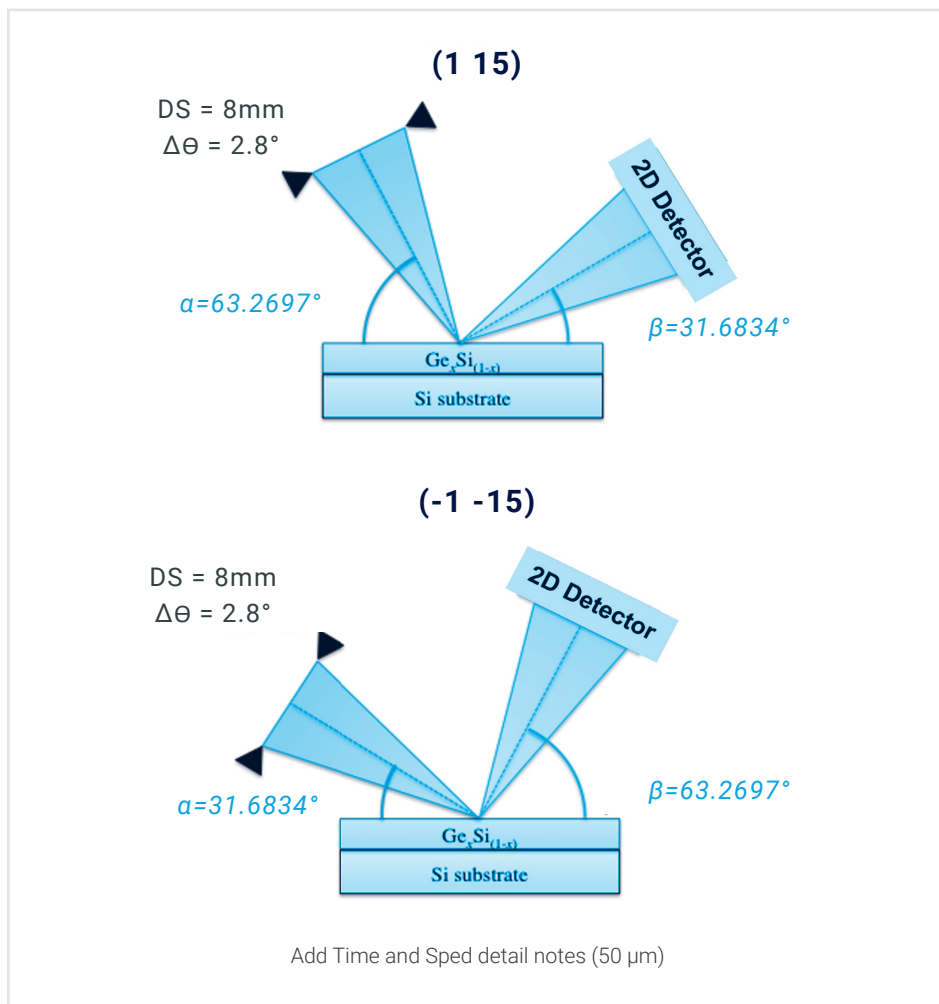 (1 15)
DS = 8mm
Δθ = 2.8°
2D Detector
α=63.2697°
β=31.6834°
GexSi(1-x)
Si substrate
(-1 -15)
DS = 8mm
Δθ = 2.8°
2D Detector
α=31.6834°
β=63.2697°
GexSi(1-x)
Si substrate
Add Time and Sped detail notes (50 μm)